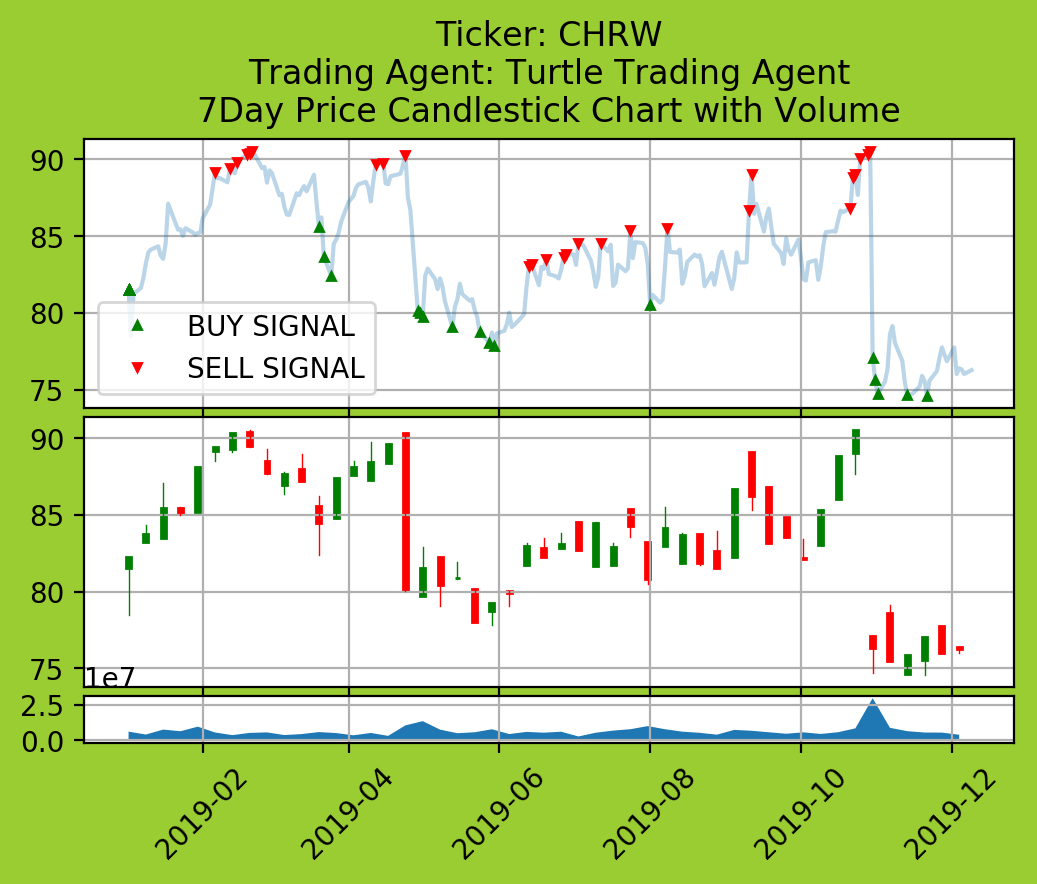 Ticker: CHRW
Trading Agent: Turtle Trading Agent
7Day Price Candlestick Chart with Volume
90
85
80
75
BUY SIGNAL
SELL SIGNAL
90
85
80
75
1e7
2.5
0.0
2019-02
2019-04
2019-06
2019-08
2019-10
2019-12